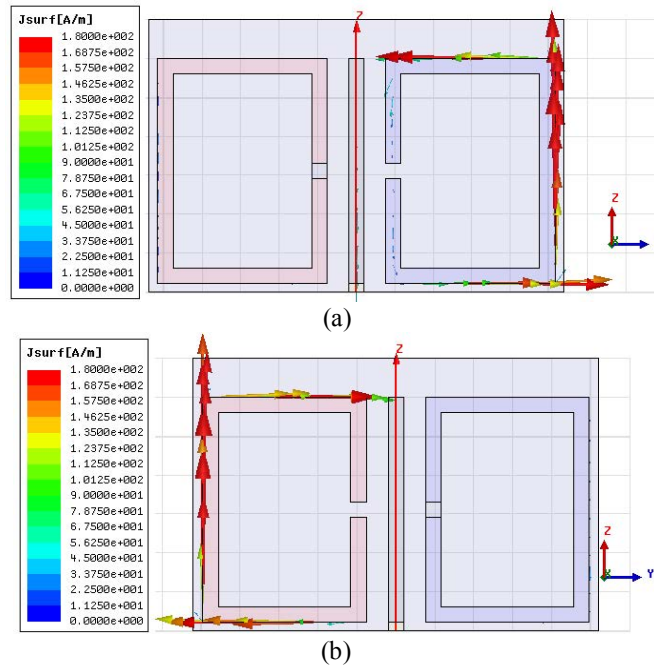 Jsurf[A/m]
1.8000e+002
1.6875e+002
1.5750e+002
1.4625e+002
1.3500e+002
1.2375e+002
1.1250e+002
1.0125e+002
9.0000e+001
7.8750e+001
6.7500e+001
5.6250e+001
4.5000e+001
3.3750e+001
2.2500e+001
1.1250e+001
0.0000e+000
Z
Z
(a)
Jsurf[A/m]
1.8000e+002
1.6875e+002
1.5750e+002
1.4625e+002
1.3500e+002
1.2375e+002
1.1250e+002
1.0125e+002
9.0000e+001
7.8750e+001
6.7500e+001
5.6250e+001
4.5000e+001
3.3750e+001
2.2500e+001
1.1250e+001
0.0000e+000
Z
Z
Y
(b)